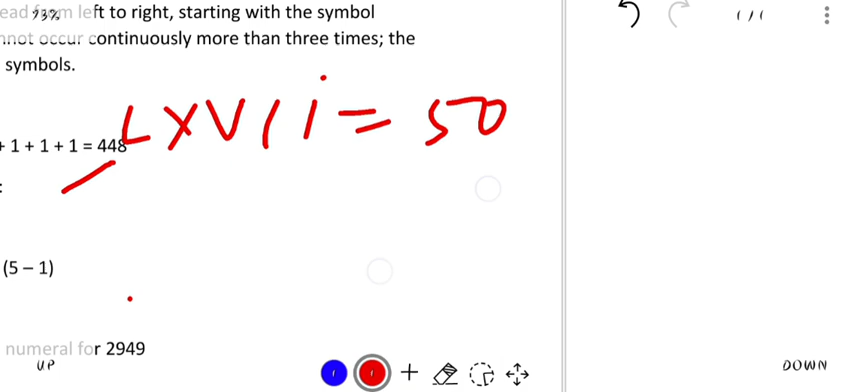 ead from left to right, starting with the symbol
93%
nnot occur continuously more than three times; the
symbols.
LXVII = 50
+ 1 + 1 + 1 = 448
:
(5 – 1)
numeral for 2949
UP
DOWN